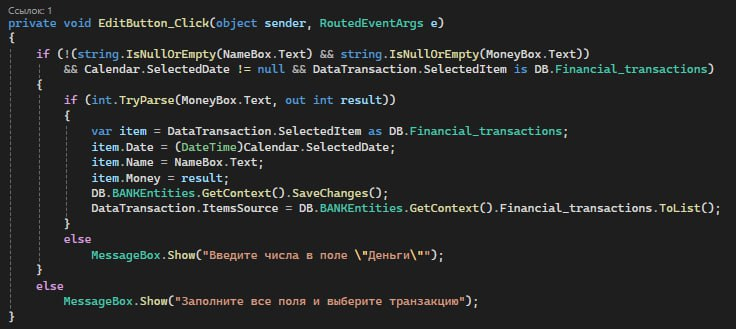 Ссылок: 1
private void EditButton_Click(object sender, RoutedEventArgs e)
{
    if (!(string.IsNullOrEmpty(NameBox.Text) && string.IsNullOrEmpty(MoneyBox.Text))
        && Calendar.SelectedDate != null && DataTransaction.SelectedItem is DB.Financial_transactions)
    {
        if (int.TryParse(MoneyBox.Text, out int result))
        {
            var item = DataTransaction.SelectedItem as DB.Financial_transactions;
            item.Date = (DateTime)Calendar.SelectedDate;
            item.Name = NameBox.Text;
            item.Money = result;
            DB.BANKEntities.GetContext().SaveChanges();
            DataTransaction.ItemsSource = DB.BANKEntities.GetContext().Financial_transactions.ToList();
        }
        else
            MessageBox.Show("Введите числа в поле \"Деньги\"");
    }
    else
        MessageBox.Show("Заполните все поля и выберите транзакцию");
}